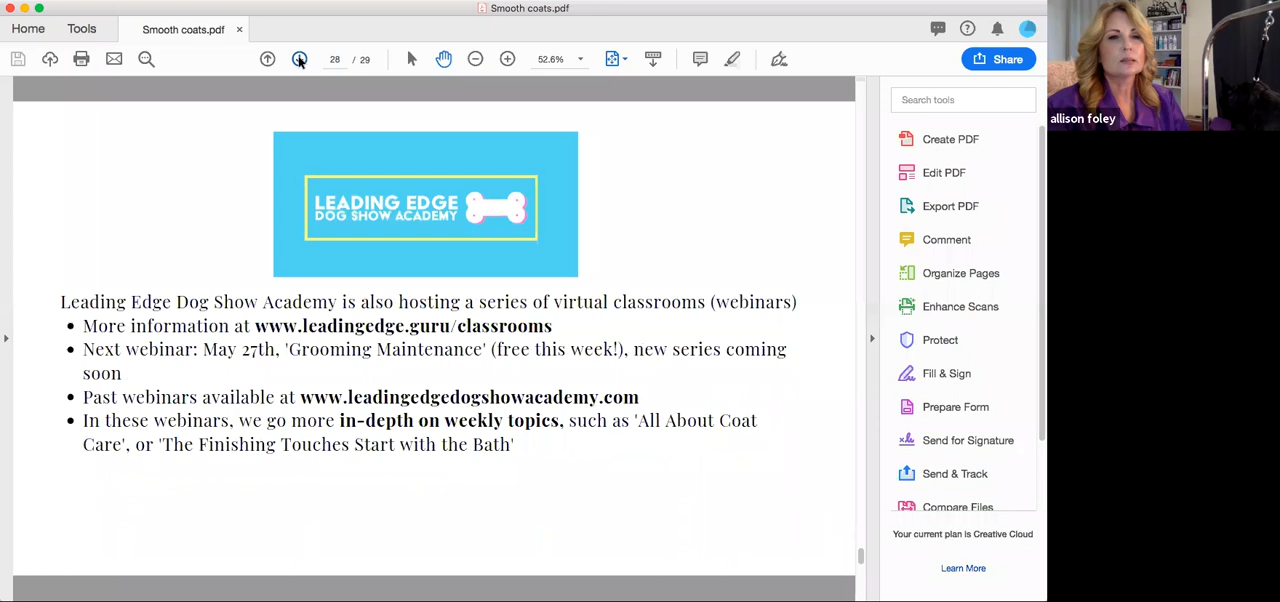 Smooth coats.pdf
Home
Tools
Smooth coats.pdf
28 / 29
52.6%
Share
allison foley
Search tools
LEADING EDGE
DOG SHOW ACADEMY
Leading Edge Dog Show Academy is also hosting a series of virtual classrooms (webinars)
• More information at www.leadingedge.guru/classrooms
• Next webinar: May 27th, 'Grooming Maintenance' (free this week!), new series coming
soon
• Past webinars available at www.leadingedgedogshowacademy.com
• In these webinars, we go more in-depth on weekly topics, such as 'All About Coat
Care', or 'The Finishing Touches Start with the Bath'
Create PDF
Edit PDF
Export PDF
Comment
Organize Pages
Enhance Scans
Protect
Fill & Sign
Prepare Form
Send for Signature
Send & Track
Compare Files
Your current plan is Creative Cloud
Learn More